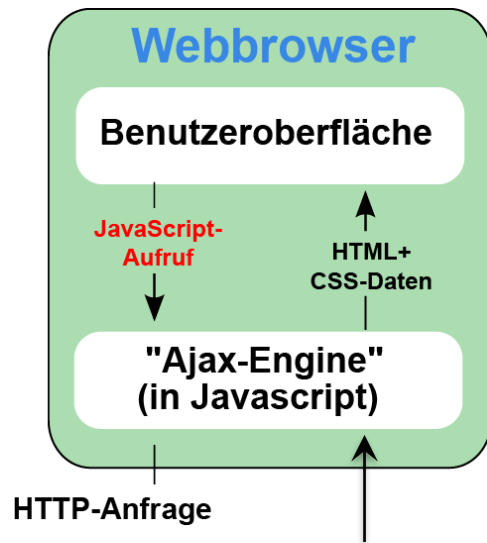 Webbrowser
Benutzeroberfläche
JavaScript-
Aufruf
HTML+
CSS-Daten
"Ajax-Engine"
(in Javascript)
HTTP-Anfrage